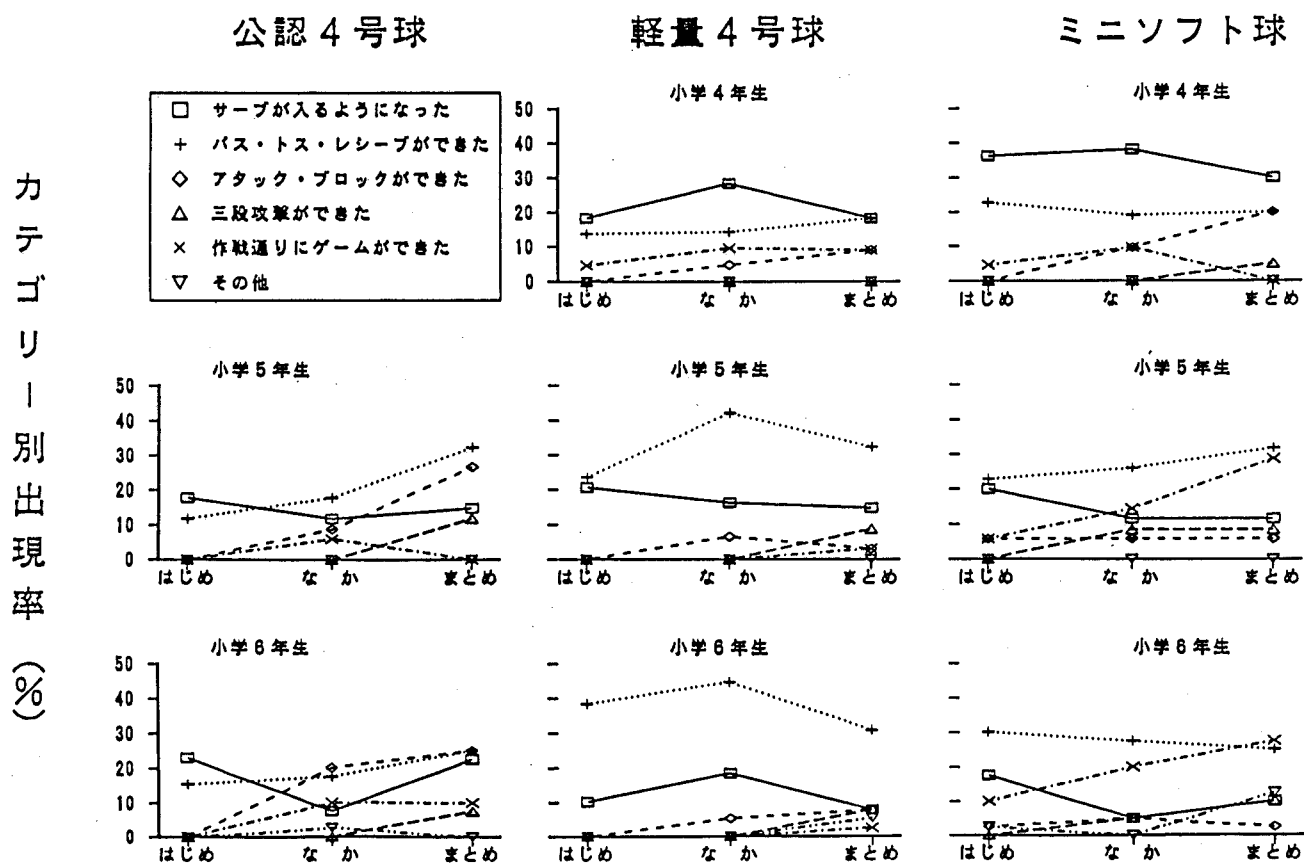 公認4号球
軽量4号球
ミニソフト球
カテゴリー別出現率(%)
サーブが入るようになった
パス・トス・レシーブができた
アタック・ブロックができた
三段攻撃ができた
作戦通りにゲームができた
その他
小学4年生
50
40
30
20
10
0
はじめ なか まとめ
小学4年生
はじめ なか まとめ
小学5年生
50
40
30
20
10
0
はじめ なか まとめ
小学5年生
はじめ なか まとめ
小学5年生
はじめ なか まとめ
小学6年生
50
40
30
20
10
0
はじめ なか まとめ
小学6年生
はじめ なか まとめ
小学6年生
はじめ なか まとめ